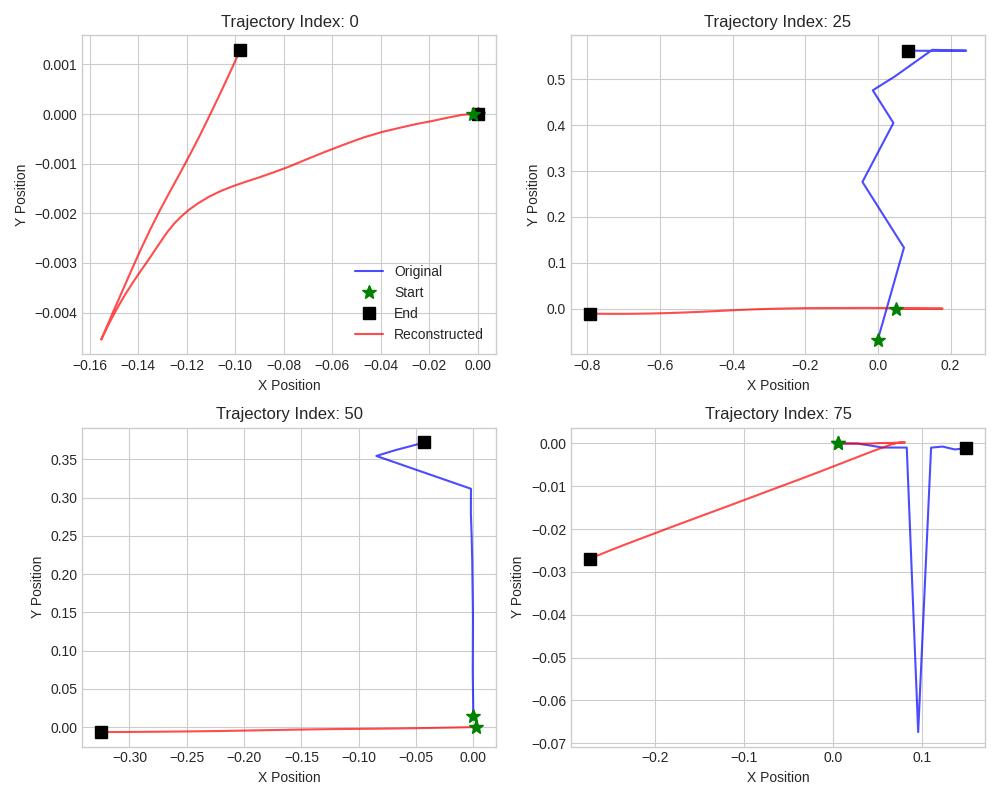 Trajectory Index: 0
0.001
0.000
−0.001
−0.002
−0.003
−0.004
Y Position
−0.16 −0.14 −0.12 −0.10 −0.08 −0.06 −0.04 −0.02 0.00
X Position
Original
Start
End
Reconstructed
Trajectory Index: 25
0.5
0.4
0.3
0.2
0.1
0.0
Y Position
−0.8 −0.6 −0.4 −0.2 0.0 0.2
X Position
Trajectory Index: 50
0.35
0.30
0.25
0.20
0.15
0.10
0.05
0.00
Y Position
−0.30 −0.25 −0.20 −0.15 −0.10 −0.05 0.00
X Position
Trajectory Index: 75
0.00
−0.01
−0.02
−0.03
−0.04
−0.05
−0.06
−0.07
Y Position
−0.2 −0.1 0.0 0.1
X Position